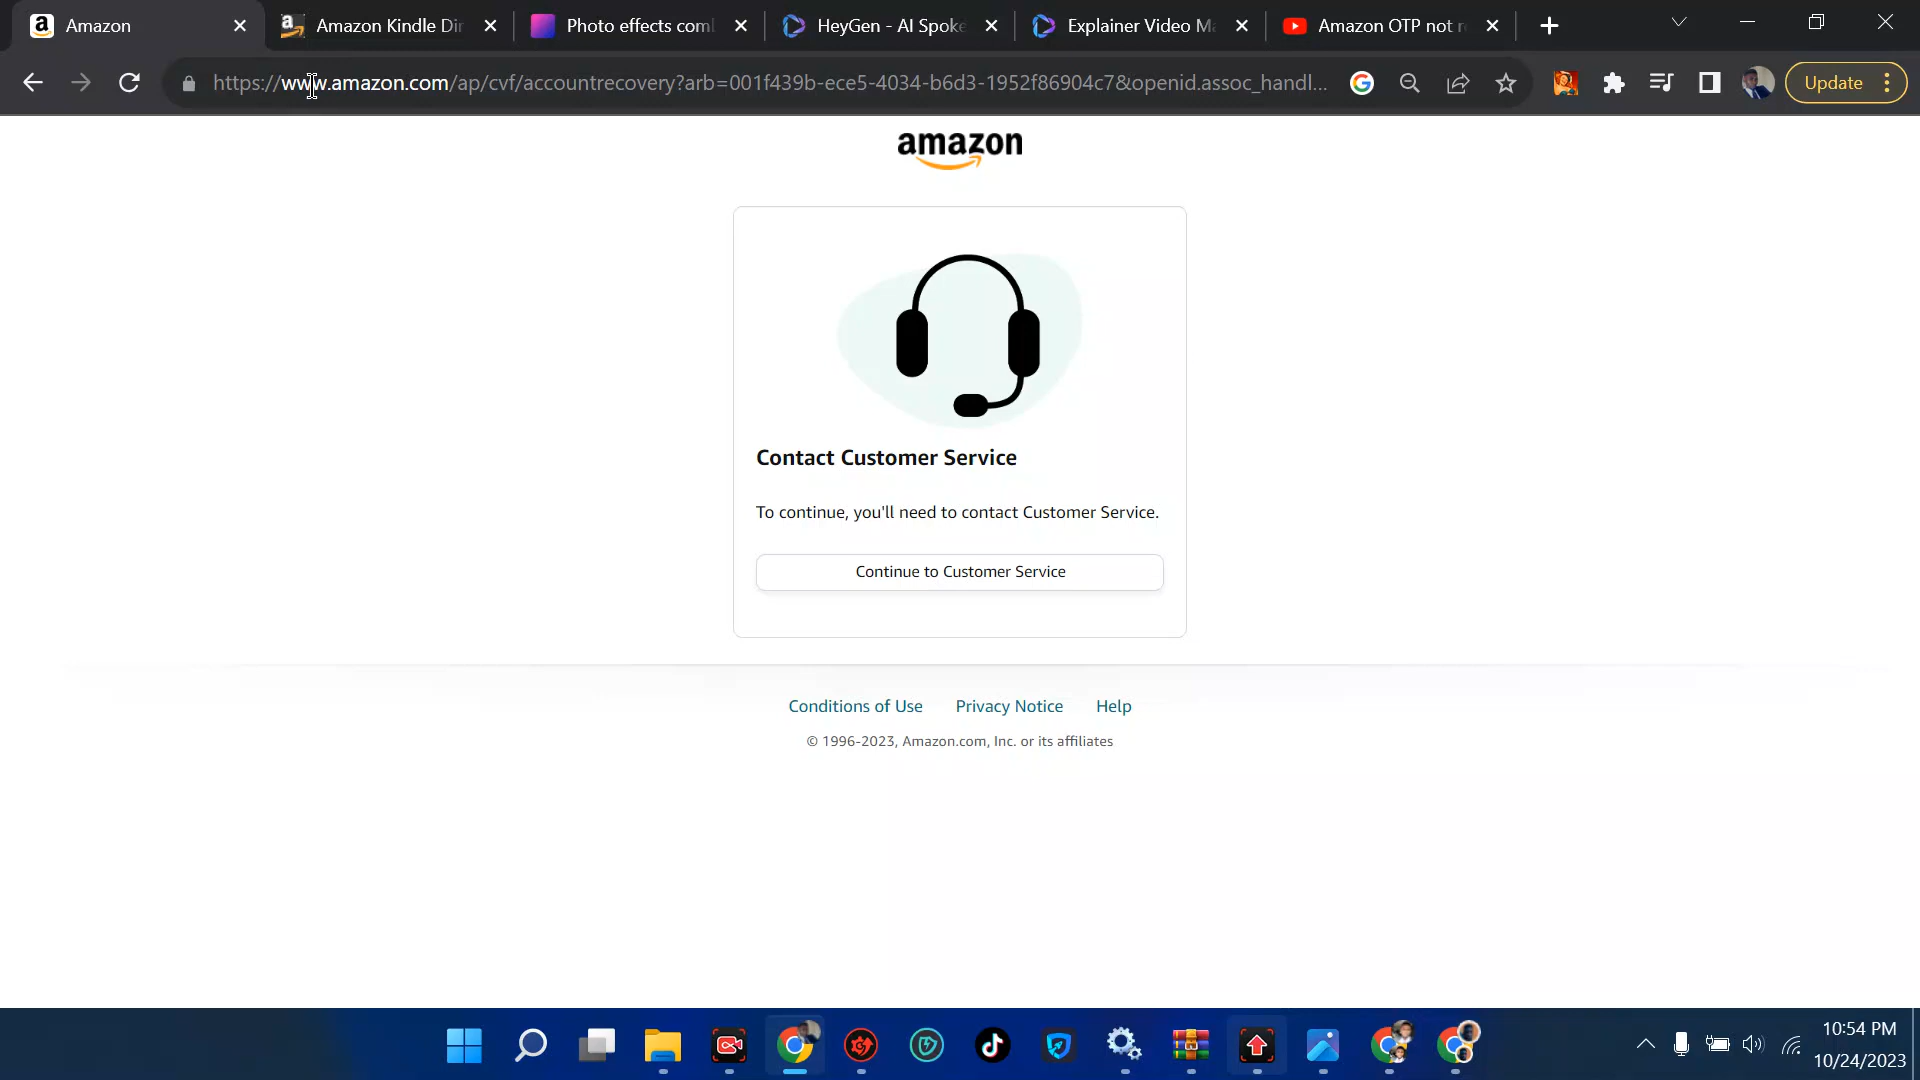 Amazon
Amazon Kindle Dir
Photo effects coml
HeyGen - AI Spoke
Explainer Video Ma
Amazon OTP not r
https://www.amazon.com/ap/cvf/accountrecovery?arb=001f439b-ece5-4034-b6d3-1952f86904c7&openid.assoc_handl...
Update
amazon
Contact Customer Service
To continue, you'll need to contact Customer Service.
Continue to Customer Service
Conditions of Use
Privacy Notice
Help
© 1996-2023, Amazon.com, Inc. or its affiliates
10:54 PM
10/24/2023